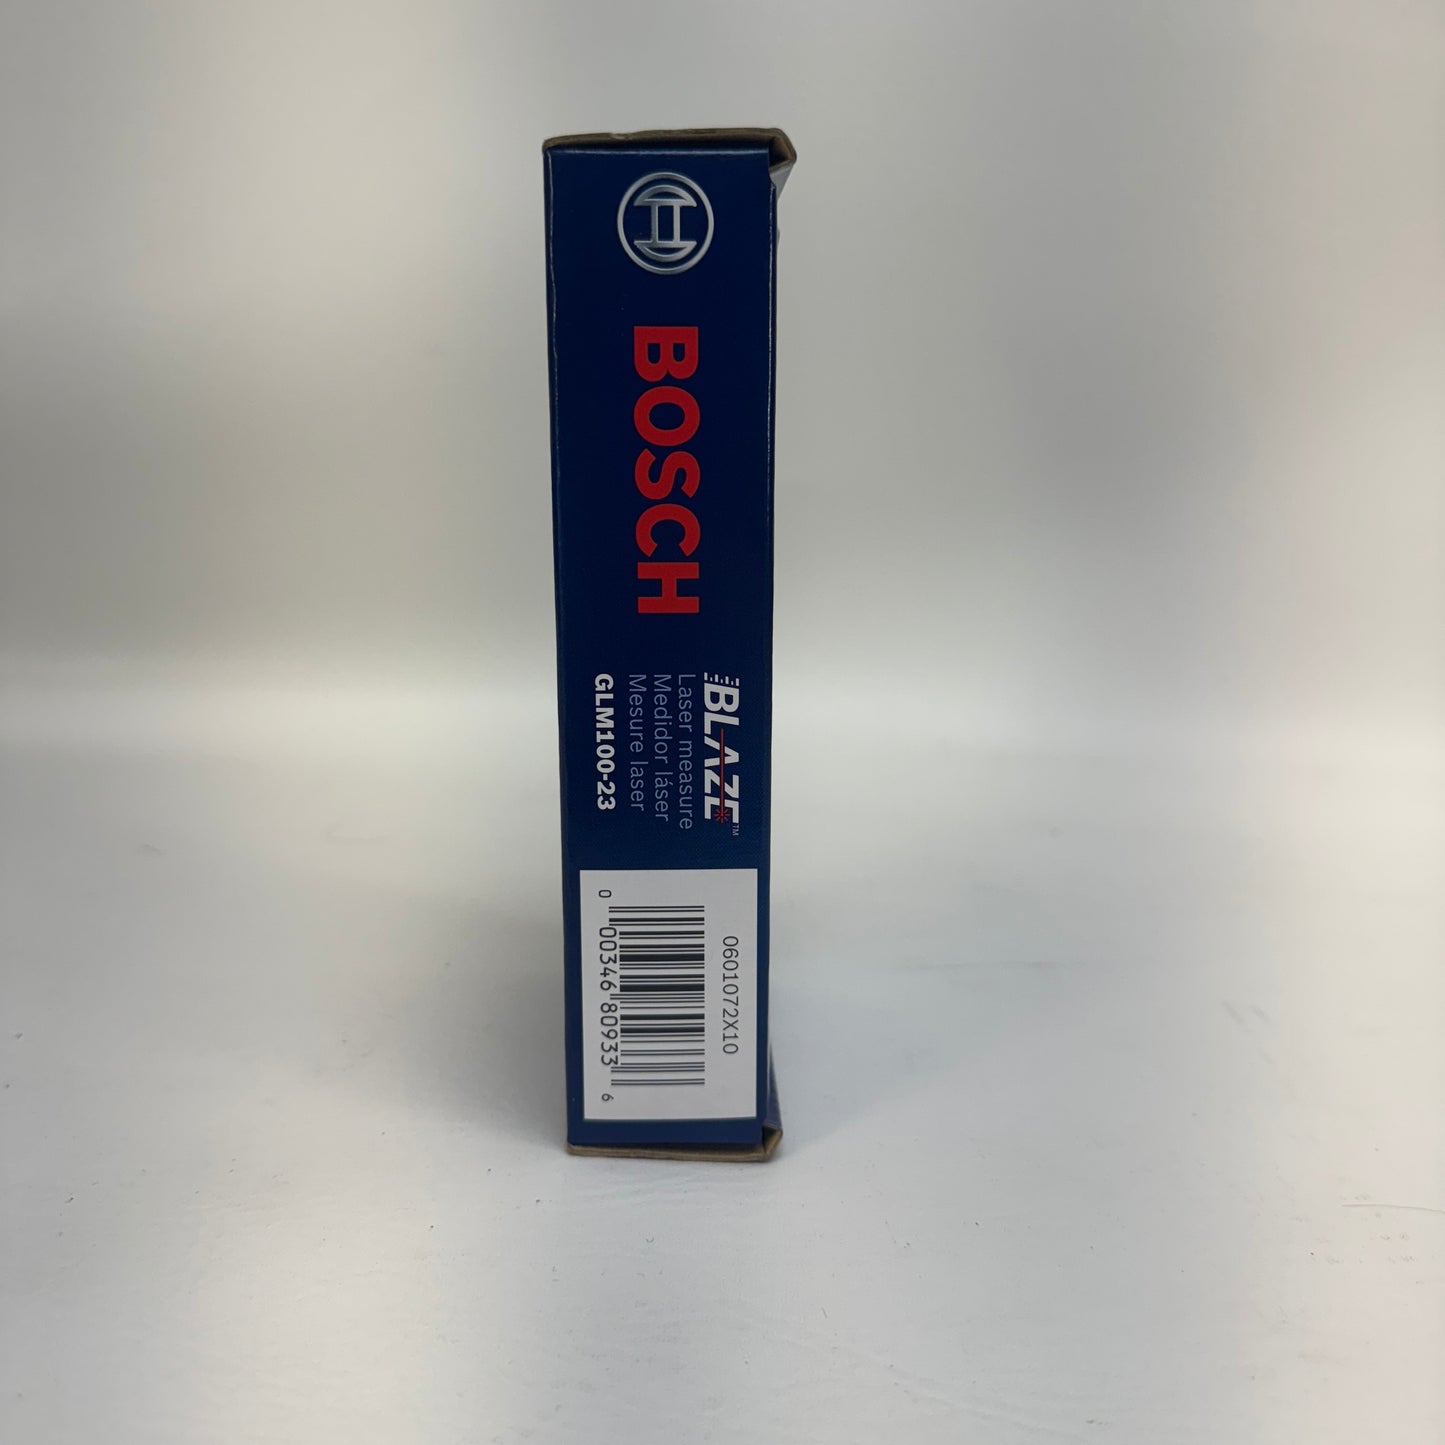 BOSCH
BLAZE™
Laser measure
Medidor láser
Mesure laser
GLM100-23
0601072X10
0 00346 80933 6